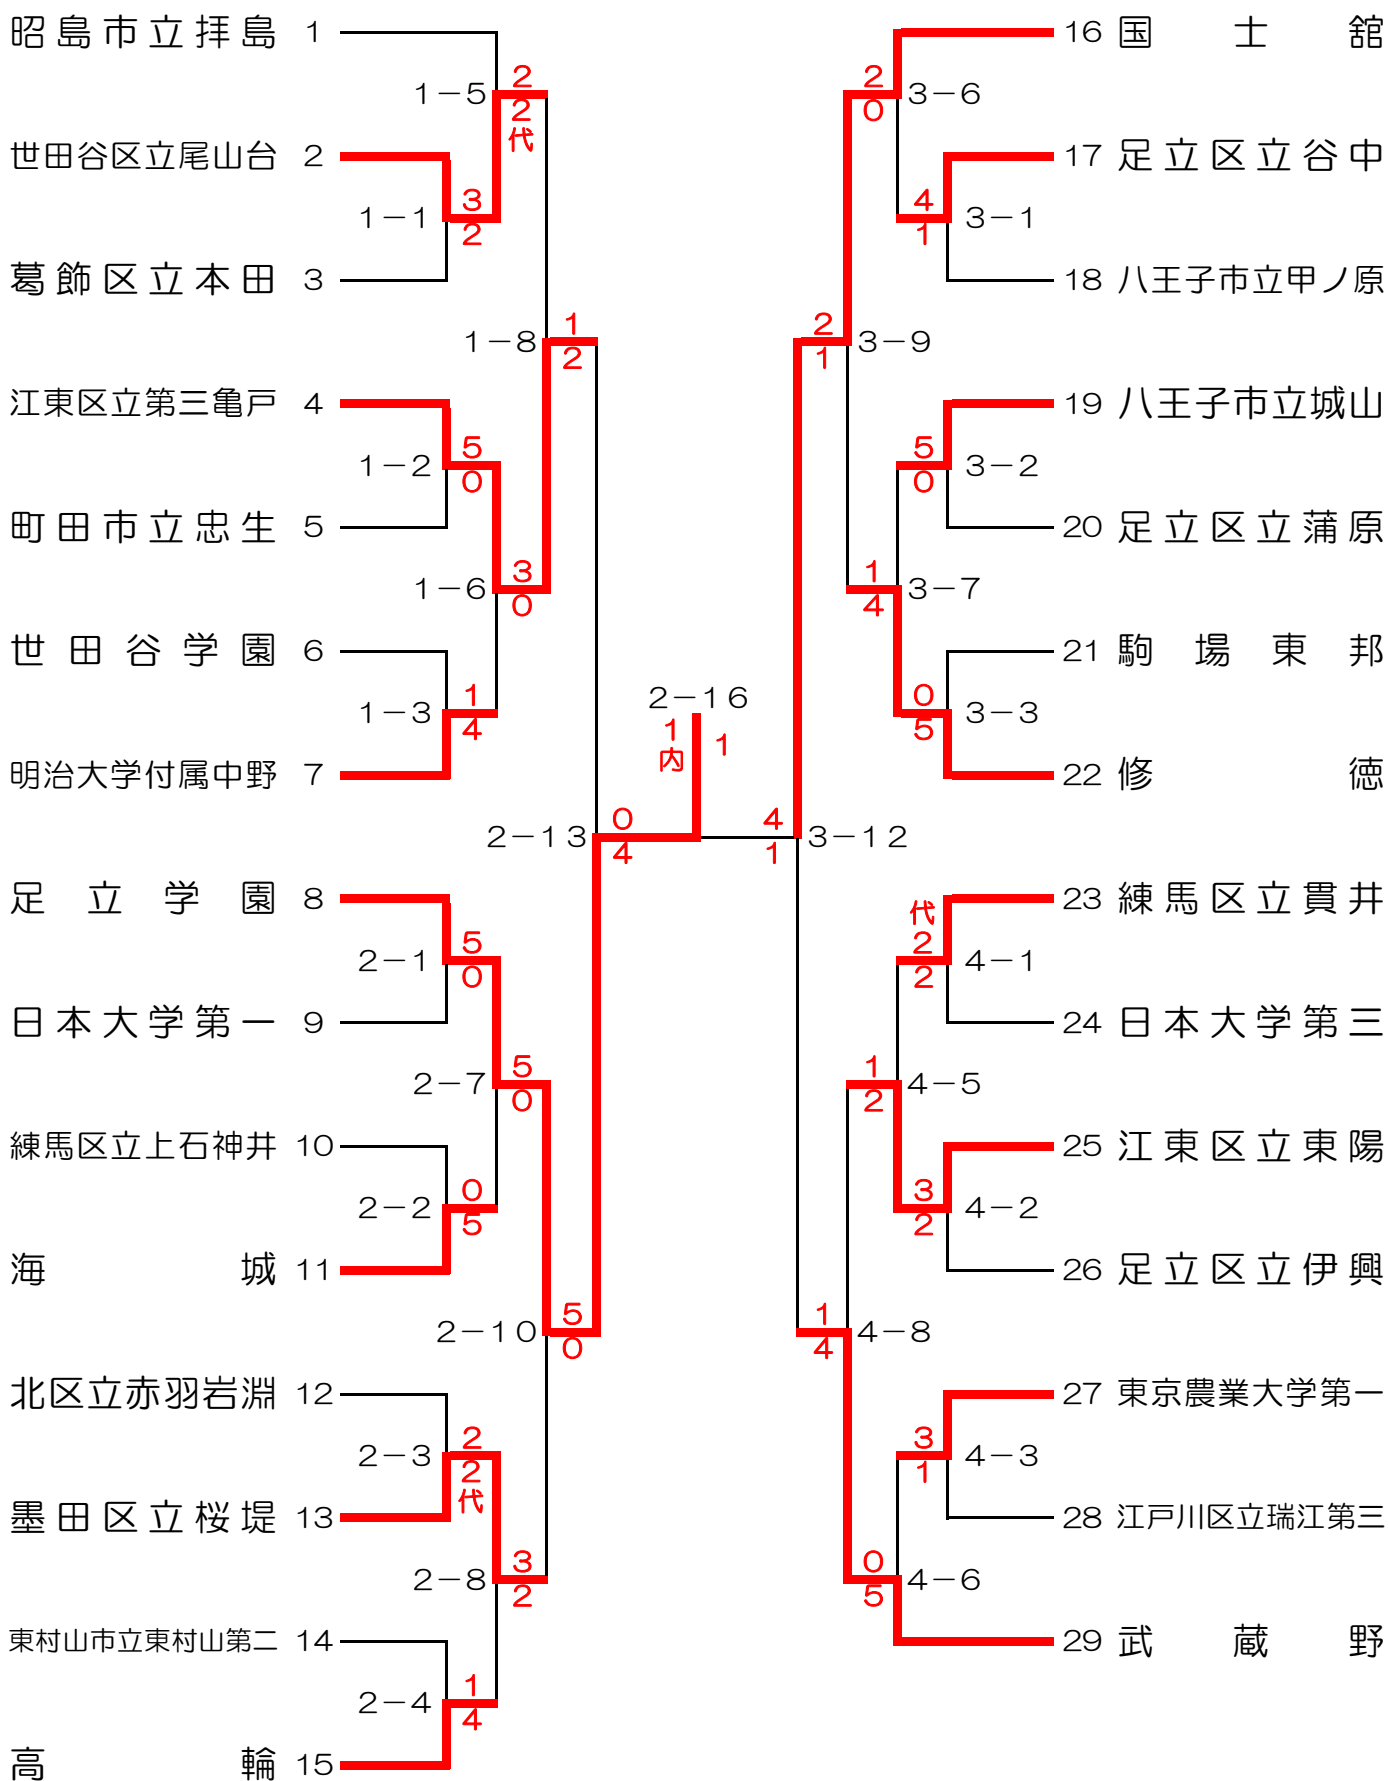 昭島市立拝島 1
1－5
2
2
代
世田谷区立尾山台 2
1－1
3
2
葛飾区立本田 3
1－8
1
2
江東区立第三亀戸 4
1－2
5
0
町田市立忠生 5
1－6
3
0
世田谷学園 6
1－3
1
4
明治大学付属中野 7
2－13
0
4
足立学園 8
2－1
5
0
日本大学第一 9
2－7
5
0
練馬区立上石神井 10
2－2
0
5
海城 11
2－10
5
0
北区立赤羽岩淵 12
2－3
2
2
代
墨田区立桜堤 13
2－8
3
2
東村山市立東村山第二 14
2－4
1
4
高輪 15
2－16
1 1
内
16 国士舘
2
0
3－6
17 足立区立谷中
4
1
3－1
18 八王子市立甲ノ原
2
1
3－9
19 八王子市立城山
5
0
3－2
20 足立区立蒲原
1
4
3－7
21 駒場東邦
0
5
3－3
22 修徳
4
1
3－12
23 練馬区立貫井
代
2
2
4－1
24 日本大学第三
1
2
4－5
25 江東区立東陽
3
2
4－2
26 足立区立伊興
1
4
4－8
27 東京農業大学第一
3
1
4－3
28 江戸川区立瑞江第三
0
5
4－6
29 武蔵野